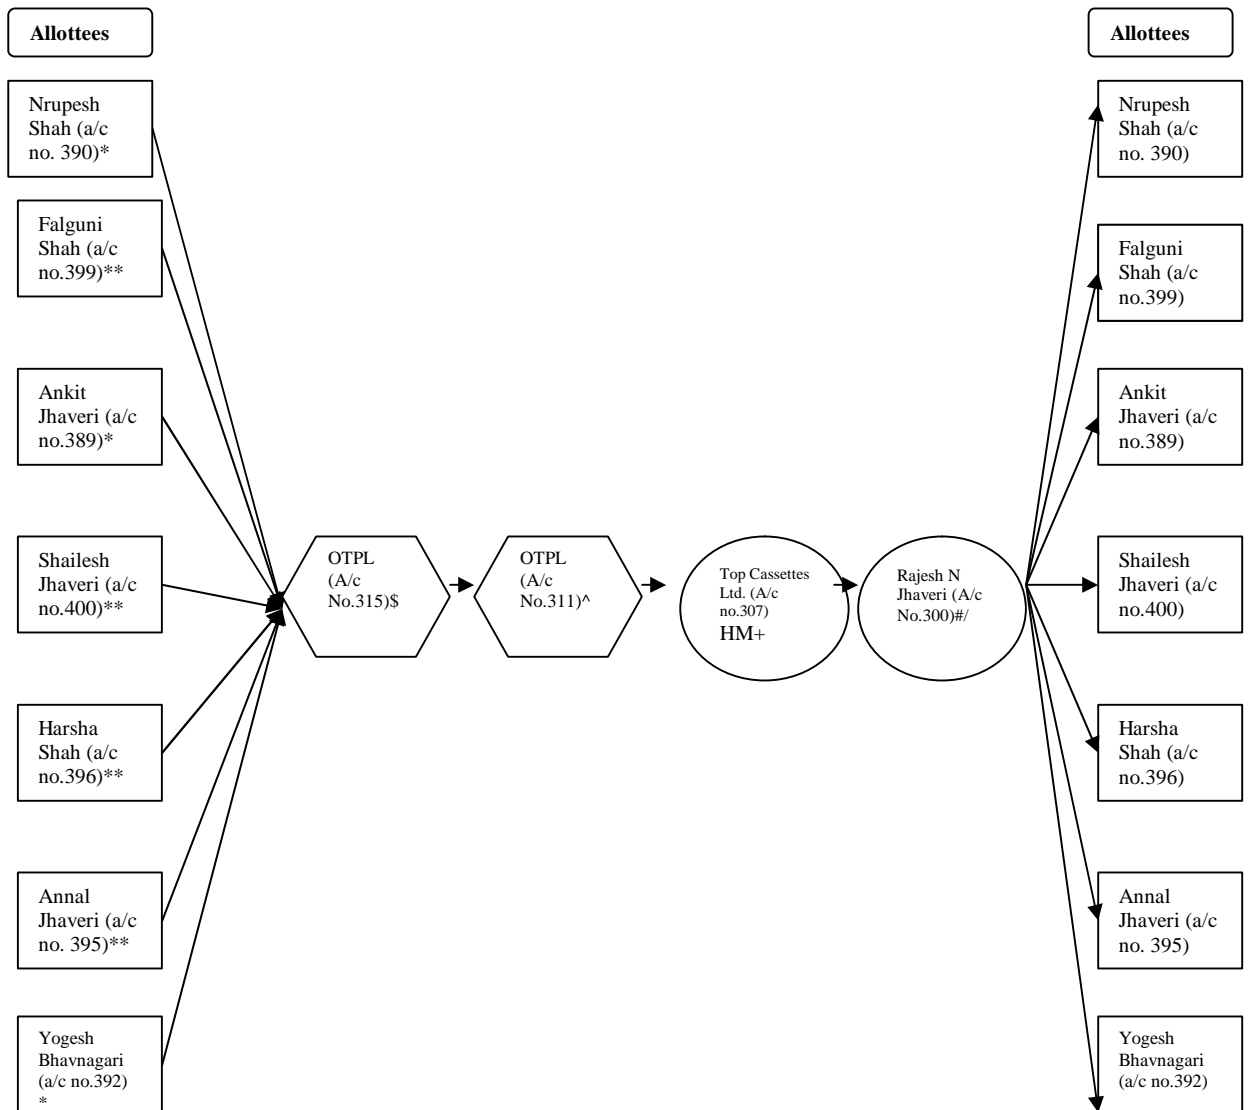 Allottees
Nrupesh
Shah (a/c
no. 390)*
Falguni
Shah (a/c
no.399)**
Ankit
Jhaveri (a/c
no.389)*
Shailesh
Jhaveri (a/c
no.400)**
Harsha
Shah (a/c
no.396)**
Annal
Jhaveri (a/c
no. 395)**
Yogesh
Bhavnagari
(a/c no.392)
*
OTPL
(A/c
No.315)$
OTPL
(A/c
No.311)^
Top Cassettes
Ltd. (A/c
no.307)
HM+
Rajesh N
Jhaveri (A/c
No.300)#/
Allottees
Nrupesh
Shah (a/c
no. 390)
Falguni
Shah (a/c
no.399)
Ankit
Jhaveri (a/c
no.389)
Shailesh
Jhaveri (a/c
no.400)
Harsha
Shah (a/c
no.396)
Annal
Jhaveri (a/c
no. 395)
Yogesh
Bhavnagari
(a/c no.392)